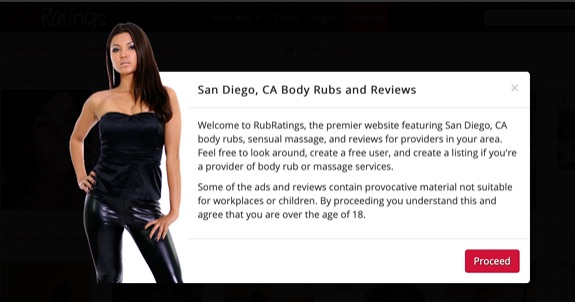 Ratings
Login
San Diego, CA Body Rubs and Reviews
×
Welcome to RubRatings, the premier website featuring San Diego, CA
body rubs, sensual massage, and reviews for providers in your area.
Feel free to look around, create a free user, and create a listing if you're
a provider of body rub or massage services.
Some of the ads and reviews contain provocative material not suitable
for workplaces or children. By proceeding you understand this and
agree that you are over the age of 18.
Proceed